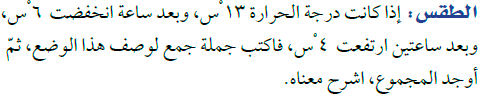 الطقس: إذا كانت درجة الحرارة ١٣ °س، وبعد ساعة انخفضت ٦ °س،
وبعد ساعتين ارتفعت ٤ °س، فاكتب جملة جمع لوصف هذا الوضع، ثمّ
أوجد المجموع، اشرح معناه.